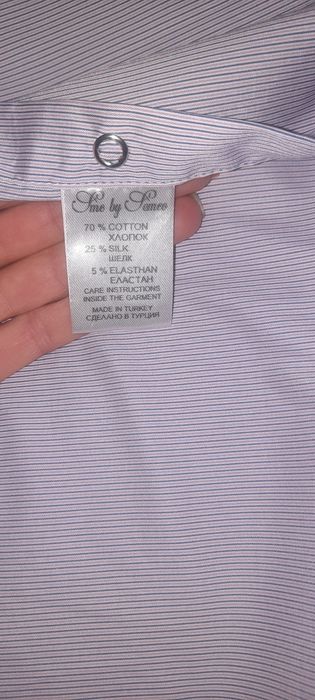 Sme by Semeo
70 % COTTON
ХЛОПОК
25 % SILK
ШЕЛК
5 % ELASTHAN
ЕЛАСТАН
CARE INSTRUCTIONS
INSIDE THE GARMENT
MADE IN TURKEY
СДЕЛАНО В ТУРЦИЯ